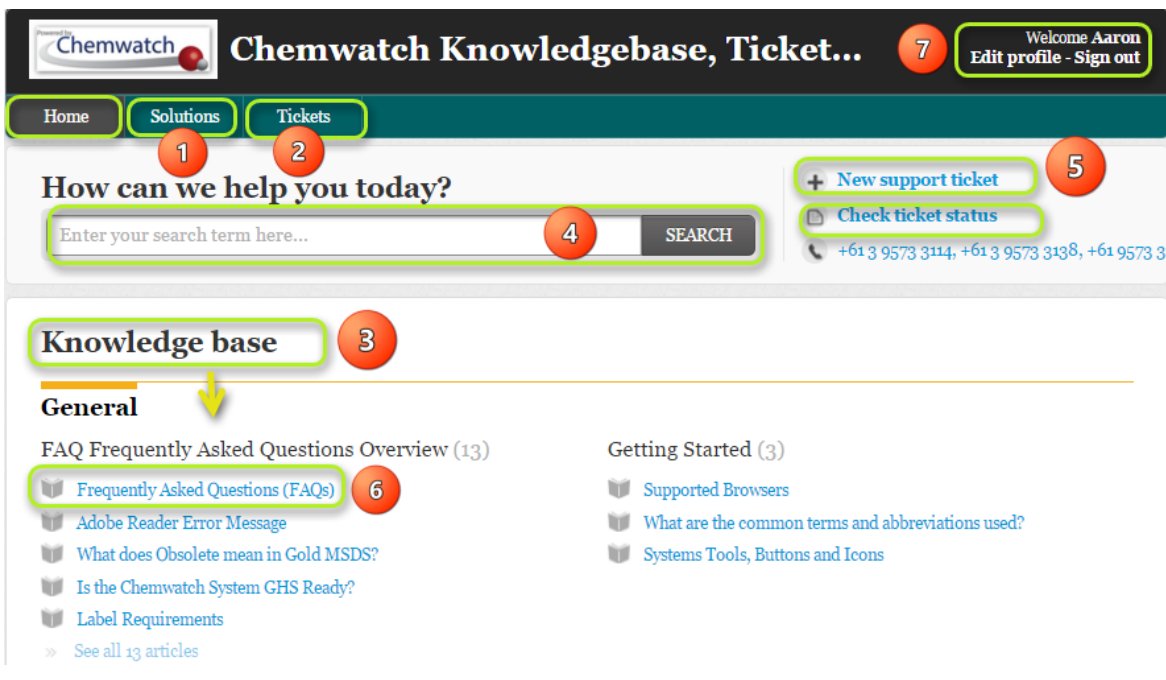 Powered by
Chemwatch
Chemwatch Knowledgebase, Ticket...
7
Welcome Aaron
Edit profile - Sign out
Home Solutions Tickets
1 2
How can we help you today?
Enter your search term here... 4 SEARCH
New support ticket 5
Check ticket status
+61 3 9573 3114, +61 3 9573 3138, +61 9573 3
Knowledge base 3
General
FAQ Frequently Asked Questions Overview (13)
Frequently Asked Questions (FAQs) 6
Adobe Reader Error Message
What does Obsolete mean in Gold MSDS?
Is the Chemwatch System GHS Ready?
Label Requirements
» See all 13 articles
Getting Started (3)
Supported Browsers
What are the common terms and abbreviations used?
Systems Tools, Buttons and Icons